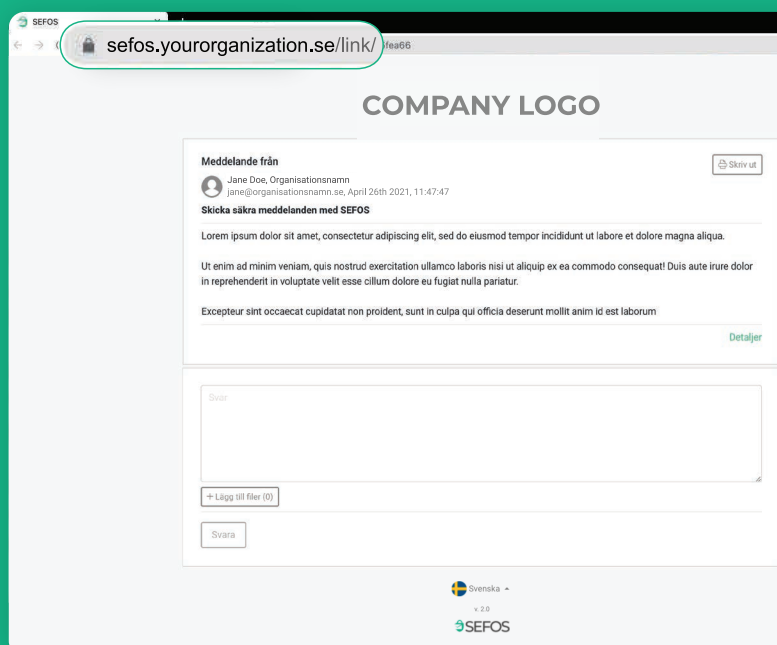 SEFOS
sefos.yourorganization.se/link/
fea66
COMPANY LOGO
Meddelande från
Skriv ut
Jane Doe, Organisationsnamn
jane@organisationsnamn.se, April 26th 2021, 11:47:47
Skicka säkra meddelanden med SEFOS
Lorem ipsum dolor sit amet, consectetur adipiscing elit, sed do eiusmod tempor incididunt ut labore et dolore magna aliqua.
Ut enim ad minim veniam, quis nostrud exercitation ullamco laboris nisi ut aliquip ex ea commodo consequat! Duis aute irure dolor
in reprehenderit in voluptate velit esse cillum dolore eu fugiat nulla pariatur.
Excepteur sint occaecat cupidatat non proident, sunt in culpa qui officia deserunt mollit anim id est laborum
Detaljer
Svar
+ Lägg till filer (0)
Svara
Svenska
v. 2.0
SEFOS